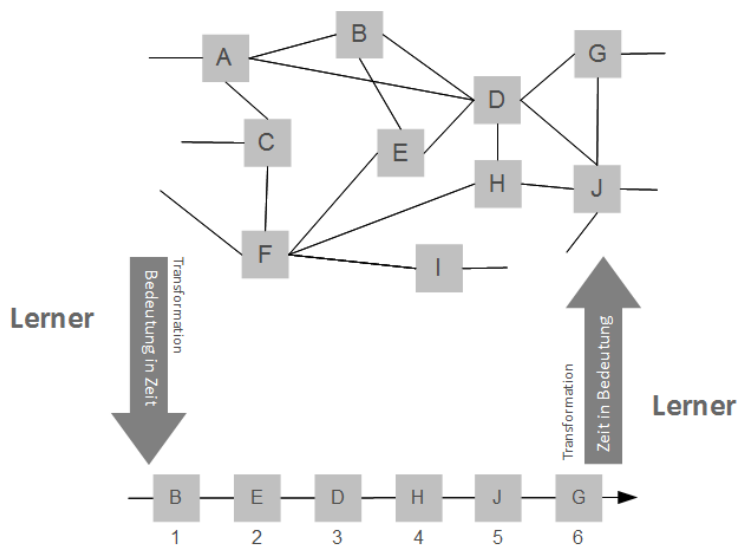 A
B
G
D
C
E
H
J
F
I
Lerner
Transformation
Bedeutung in Zeit
Transformation
Zeit in Bedeutung
Lerner
B E D H J G
1 2 3 4 5 6